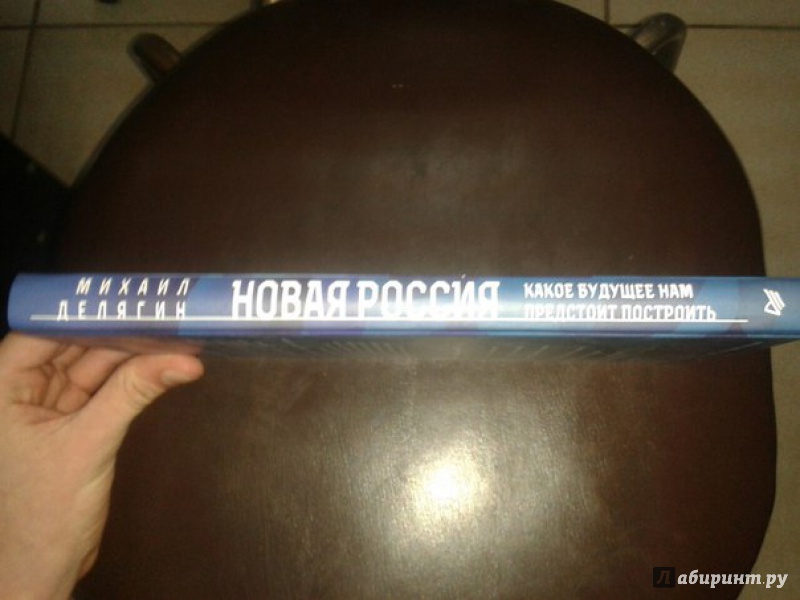 МИХАИЛ
ДЕЛЯГИН
НОВАЯ РОССИЯ
КАКОЕ БУДУЩЕЕ НАМ
ПРЕДСТОИТ ПОСТРОИТЬ
Лабиринт.ру